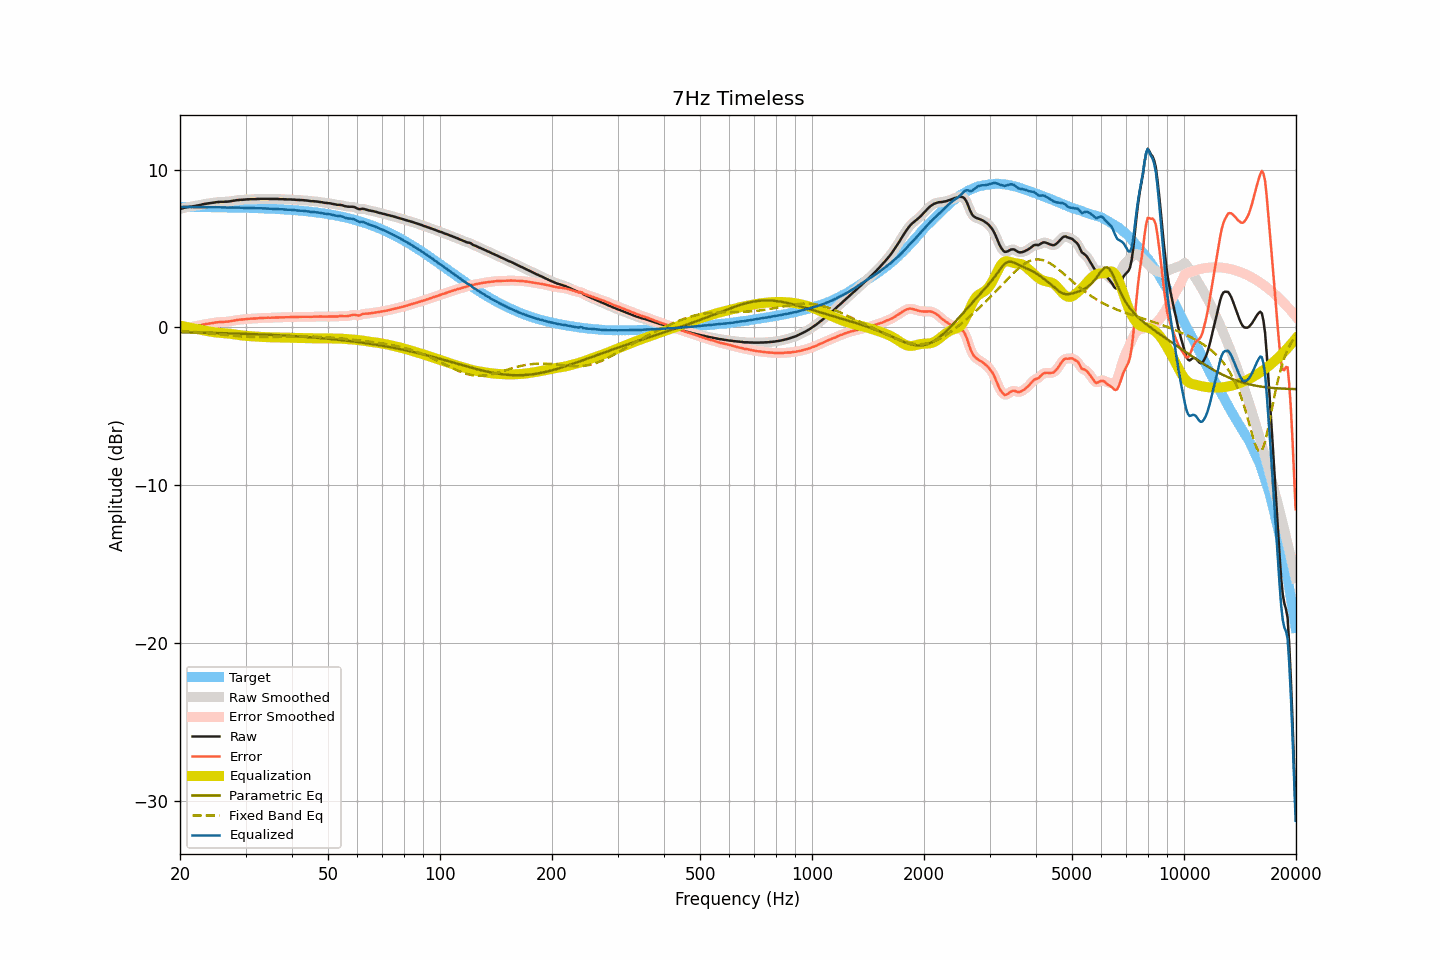 7Hz Timeless
10
0
−10
−20
−30
Amplitude (dBr)
Target
Raw Smoothed
Error Smoothed
Raw
Error
Equalization
Parametric Eq
Fixed Band Eq
Equalized
20 50 100 200 500 1000 2000 5000 10000 20000
Frequency (Hz)